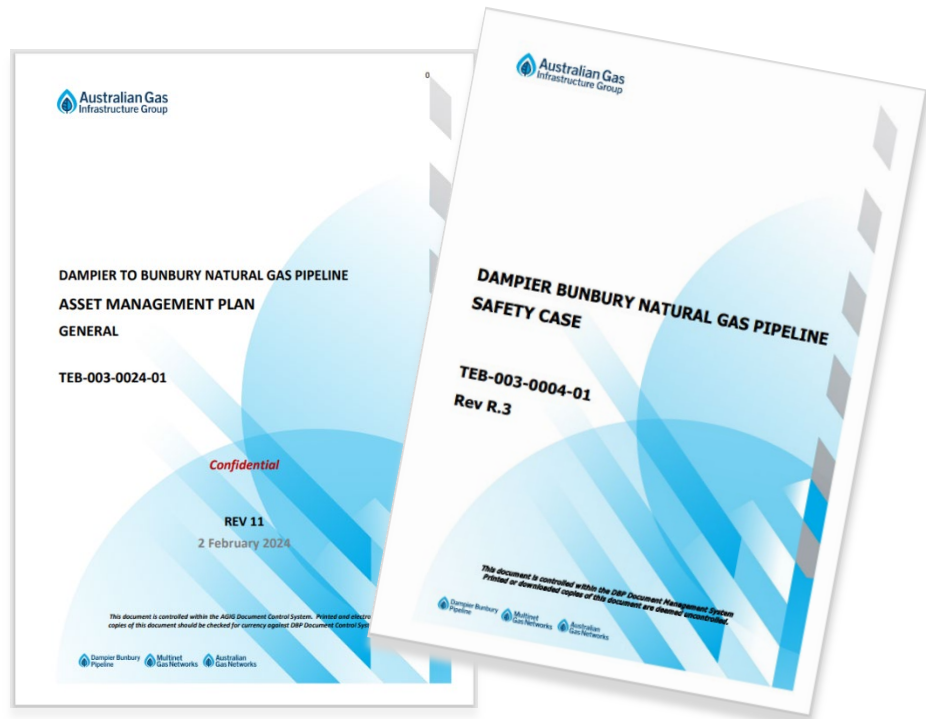 0
Australian Gas
Infrastructure Group
DAMPIER TO BUNBURY NATURAL GAS PIPELINE
ASSET MANAGEMENT PLAN
GENERAL
TEB-003-0024-01
Confidential
REV 11
2 February 2024
This document is controlled within the AGIG Document Control System. Printed and electro
copies of this document should be checked for currency against DBP Document Control Syst
Dampier Bunbury
Pipeline
Multinet
Gas Networks
Australian
Gas Networks
Australian Gas
Infrastructure Group
DAMPIER BUNBURY NATURAL GAS PIPELINE
SAFETY CASE
TEB-003-0004-01
Rev R.3
This document is controlled within the DBP Document Management System
Printed or downloaded copies of this document are deemed uncontrolled.
Dampier Bunbury
Pipeline
Multinet
Gas Networks
Australian
Gas Networks